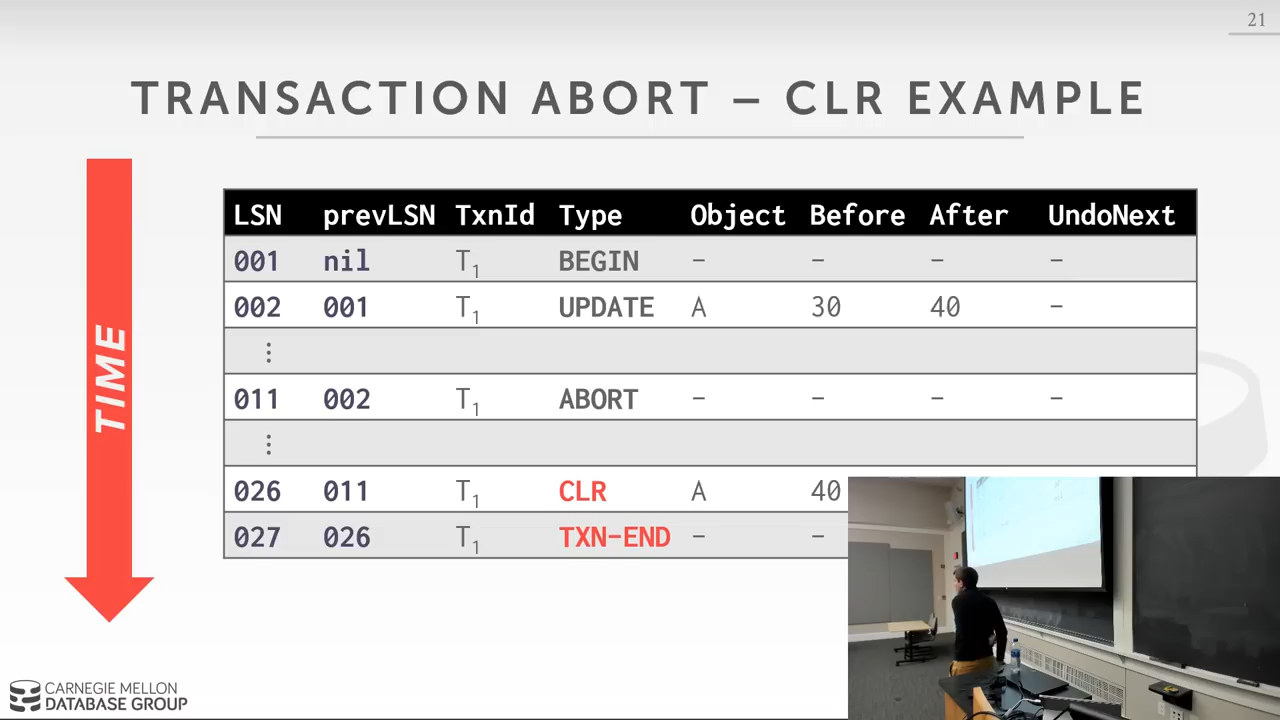 21
TRANSACTION ABORT – CLR EXAMPLE
TIME
LSN prevLSN TxnId Type Object Before After UndoNext
001 nil T1 BEGIN – – – –
002 001 T1 UPDATE A 30 40 –
⋮
011 002 T1 ABORT – – – –
⋮
026 011 T1 CLR A 40
027 026 T1 TXN-END – –
CARNEGIE MELLON
DATABASE GROUP